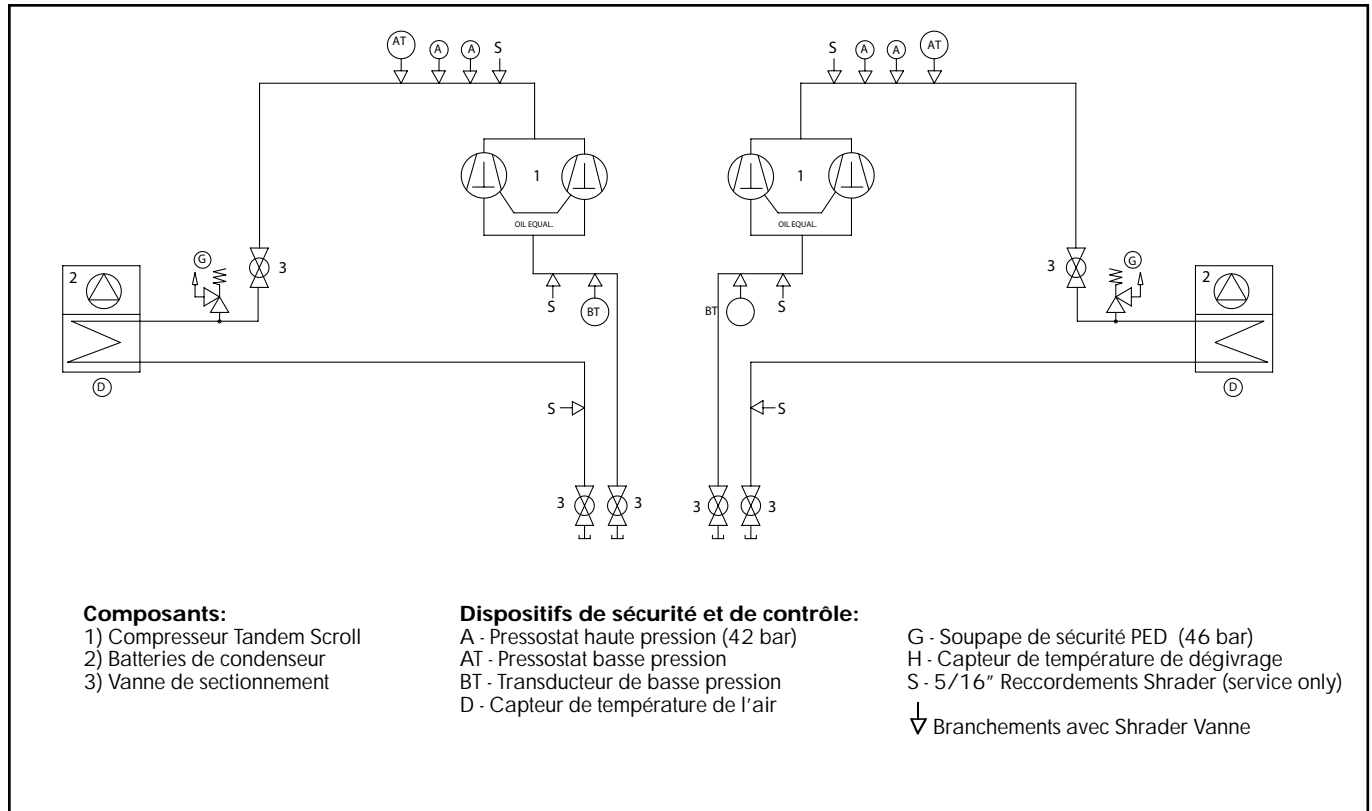 AT A A S
S A A AT
1
1
OIL EQUAL.
OIL EQUAL.
G 3
3 G
2
2
S BT
BT S
D
D
S
S
3 3
3 3
Composants:
1) Compresseur Tandem Scroll
2) Batteries de condenseur
3) Vanne de sectionnement
Dispositifs de sécurité et de contrôle:
A - Pressostat haute pression (42 bar)
AT - Pressostat basse pression
BT - Transducteur de basse pression
D - Capteur de température de l'air
G - Soupape de sécurité PED (46 bar)
H - Capteur de température de dégivrage
S - 5/16" Reccordements Shrader (service only)
Branchements avec Shrader Vanne